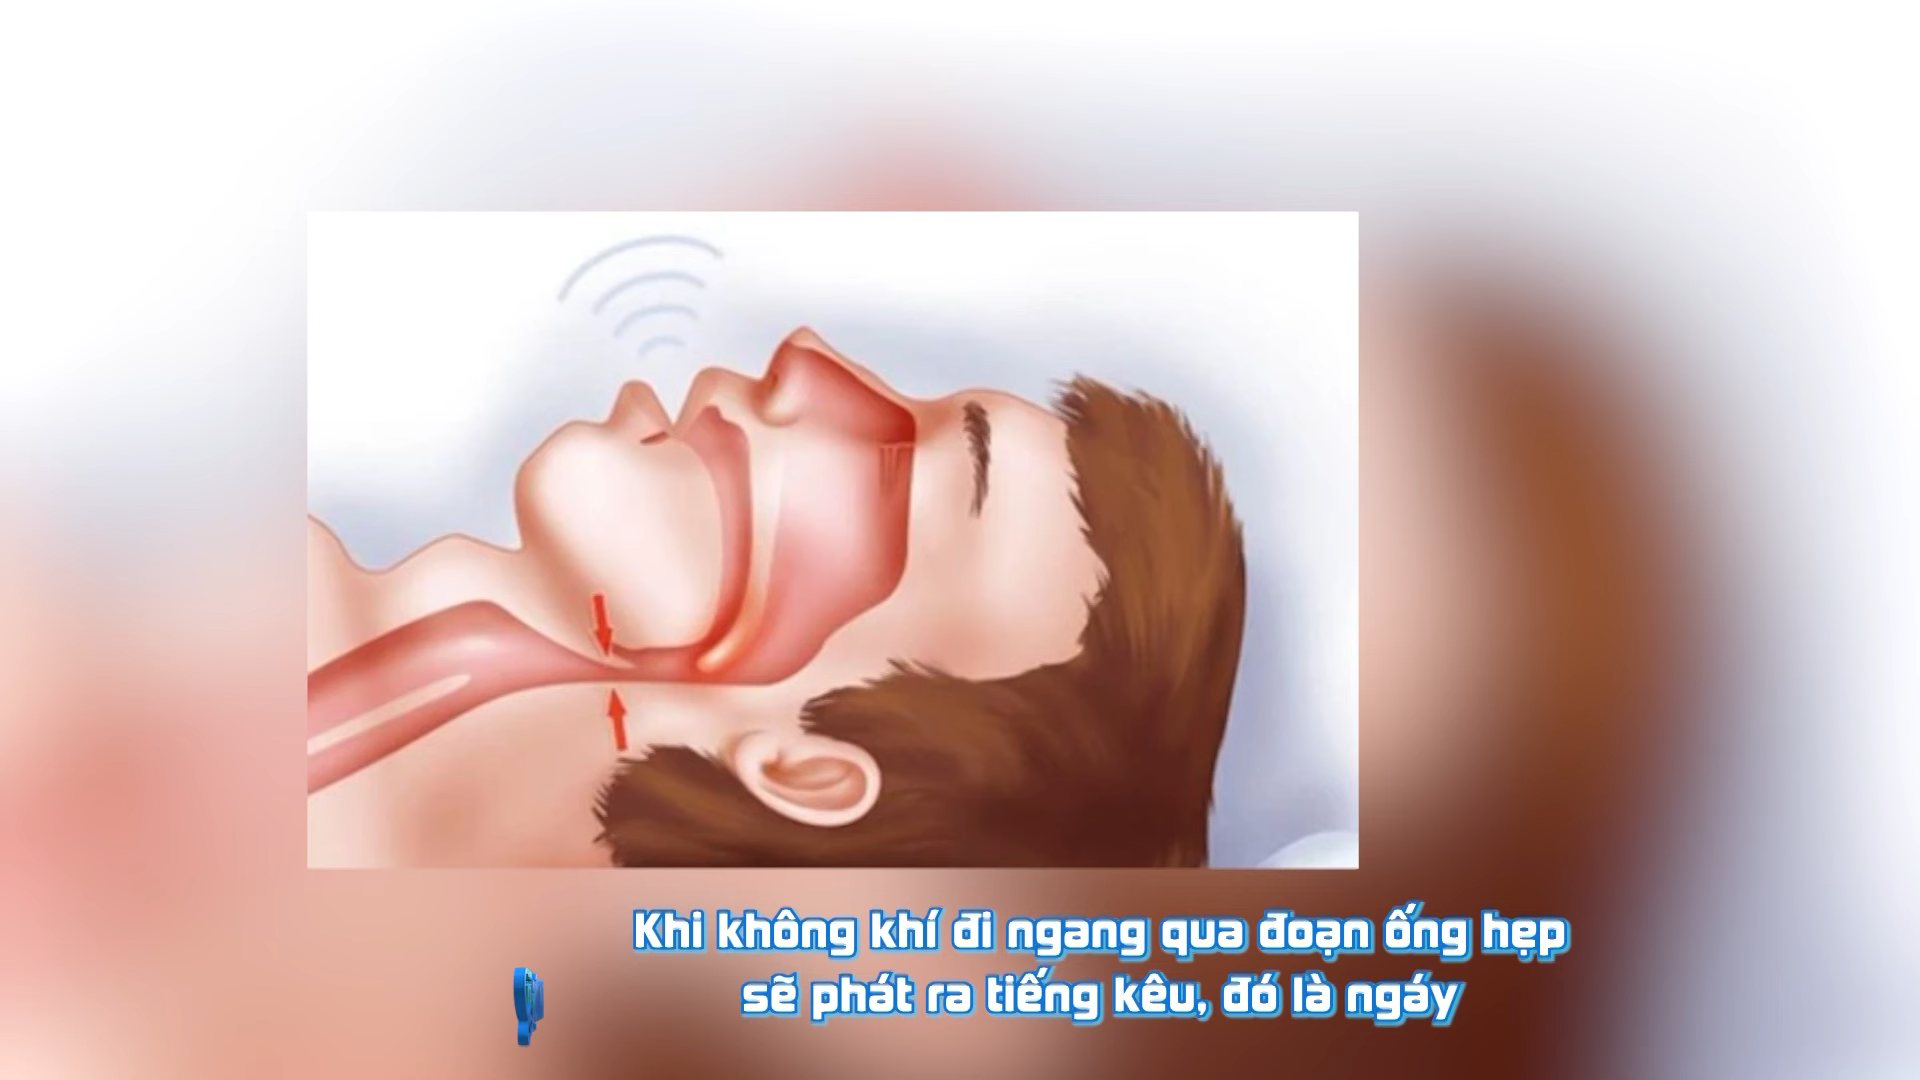 Khi không khí đi ngang qua đoạn ống hẹp
sẽ phát ra tiếng kêu, đó là ngáy